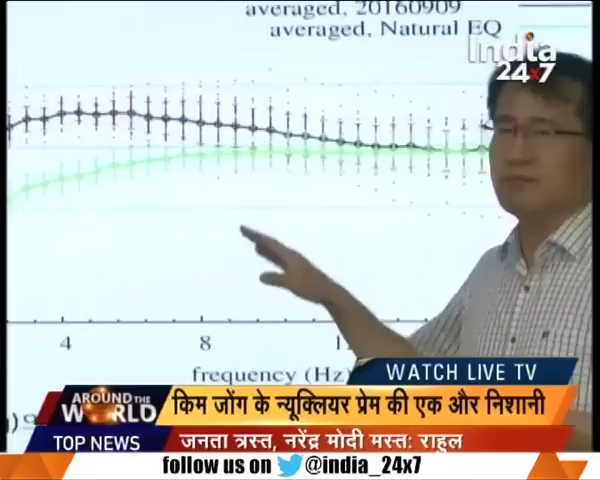 averaged, 20160909
averaged, Natural EQ
India
24x7
4
8
frequency (Hz)
WATCH LIVE TV
AROUND THE
WORLD
किम जोंग के न्यूक्लियर प्रेम की एक और निशानी
TOP NEWS
जनता त्रस्त, नरेंद्र मोदी मस्त: राहुल
follow us on @india_24x7